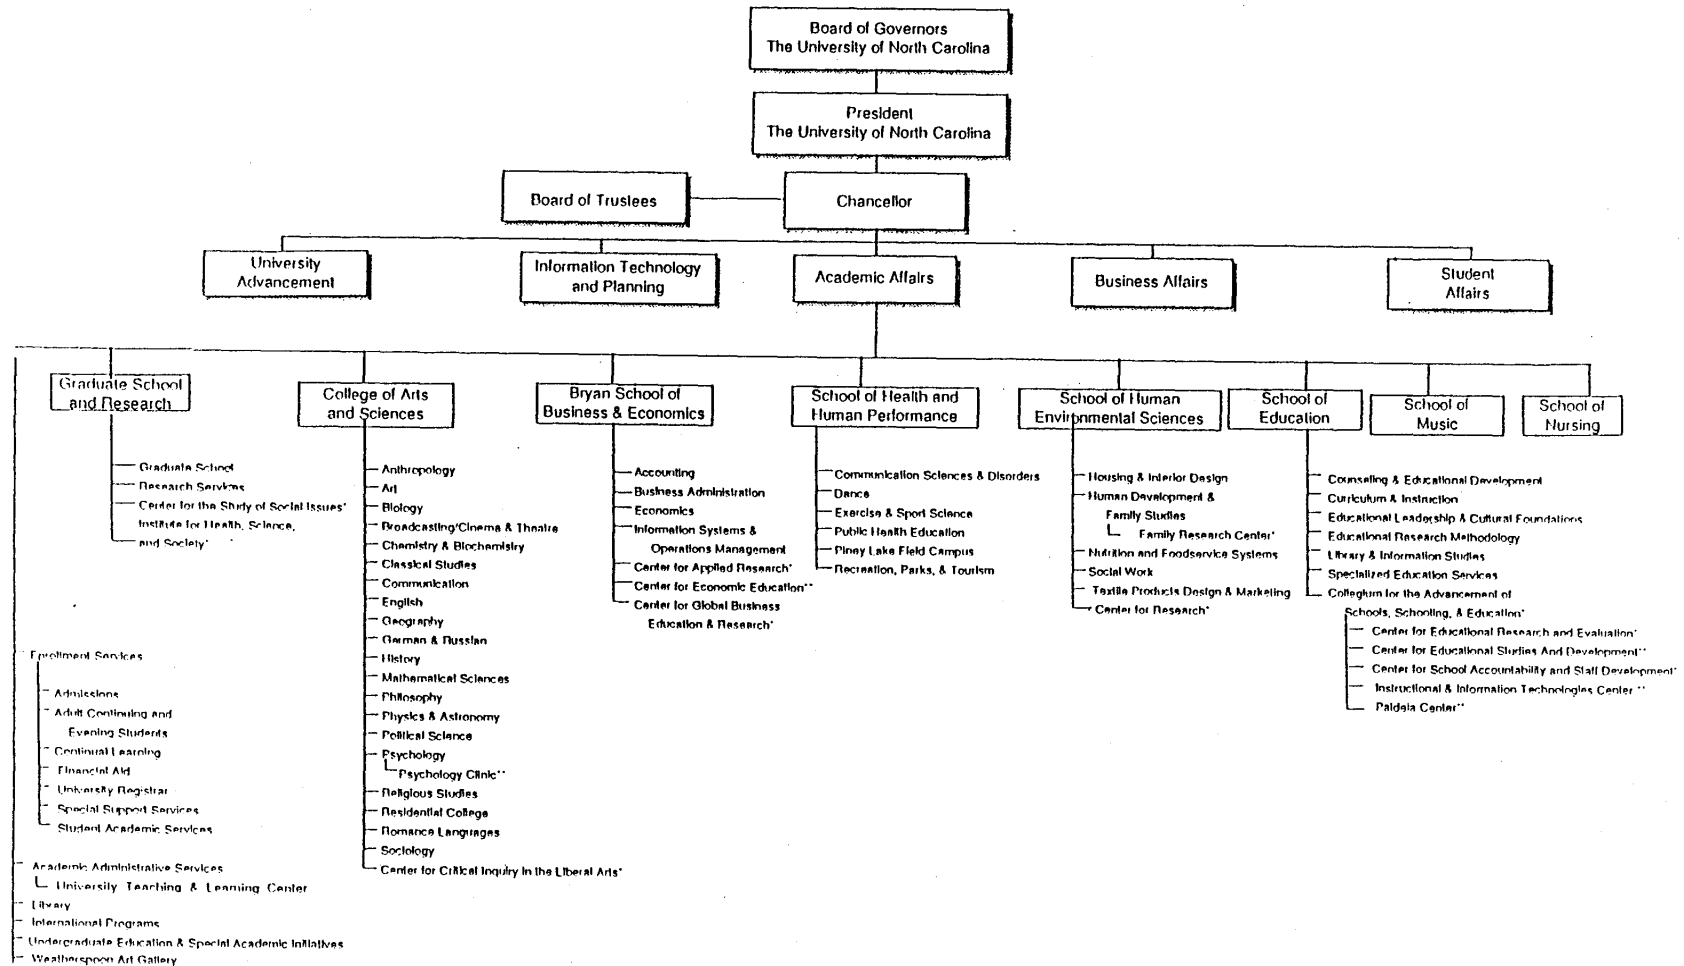 Board of Governors
The University of North Carolina
President
The University of North Carolina
Board of Trustees
Chancellor
University
Advancement
Information Technology
and Planning
Academic Affairs
Business Affairs
Student
Affairs
Graduate School
and Research
College of Arts
and Sciences
Bryan School of
Business & Economics
School of Health and
Human Performance
School of Human
Environmental Sciences
School of
Education
School of
Music
School of
Nursing
Graduate School
Research Services
Center for the Study of Social Issues*
Institute for Health, Science,
and Society*
Enrollment Services
Admissions
Adult Continuing and
Evening Students
Continual Learning
Financial Aid
University Registrar
Special Support Services
Student Academic Services
Academic Administrative Services
University Teaching & Learning Center
Library
International Programs
Undergraduate Education & Special Academic Initiatives
Weatherspoon Art Gallery
Anthropology
Art
Biology
Broadcasting/Cinema & Theatre
Chemistry & Biochemistry
Classical Studies
Communication
English
Geography
German & Russian
History
Mathematical Sciences
Philosophy
Physics & Astronomy
Political Science
Psychology
Psychology Clinic**
Religious Studies
Residential College
Romance Languages
Sociology
Center for Critical Inquiry in the Liberal Arts*
Accounting
Business Administration
Economics
Information Systems &
Operations Management
Center for Applied Research*
Center for Economic Education**
Center for Global Business
Education & Research*
Communication Sciences & Disorders
Dance
Exercise & Sport Science
Public Health Education
Piney Lake Field Campus
Recreation, Parks, & Tourism
Housing & Interior Design
Human Development &
Family Studies
Family Research Center*
Nutrition and Foodservice Systems
Social Work
Textile Products Design & Marketing
Center for Research*
Counseling & Educational Development
Curriculum & Instruction
Educational Leadership & Cultural Foundations
Educational Research Methodology
Library & Information Studies
Specialized Education Services
Collegium for the Advancement of
Schools, Schooling, & Education*
Center for Educational Research and Evaluation*
Center for Educational Studies And Development**
Center for School Accountability and Staff Development*
Instructional & Information Technologies Center **
Paideia Center**